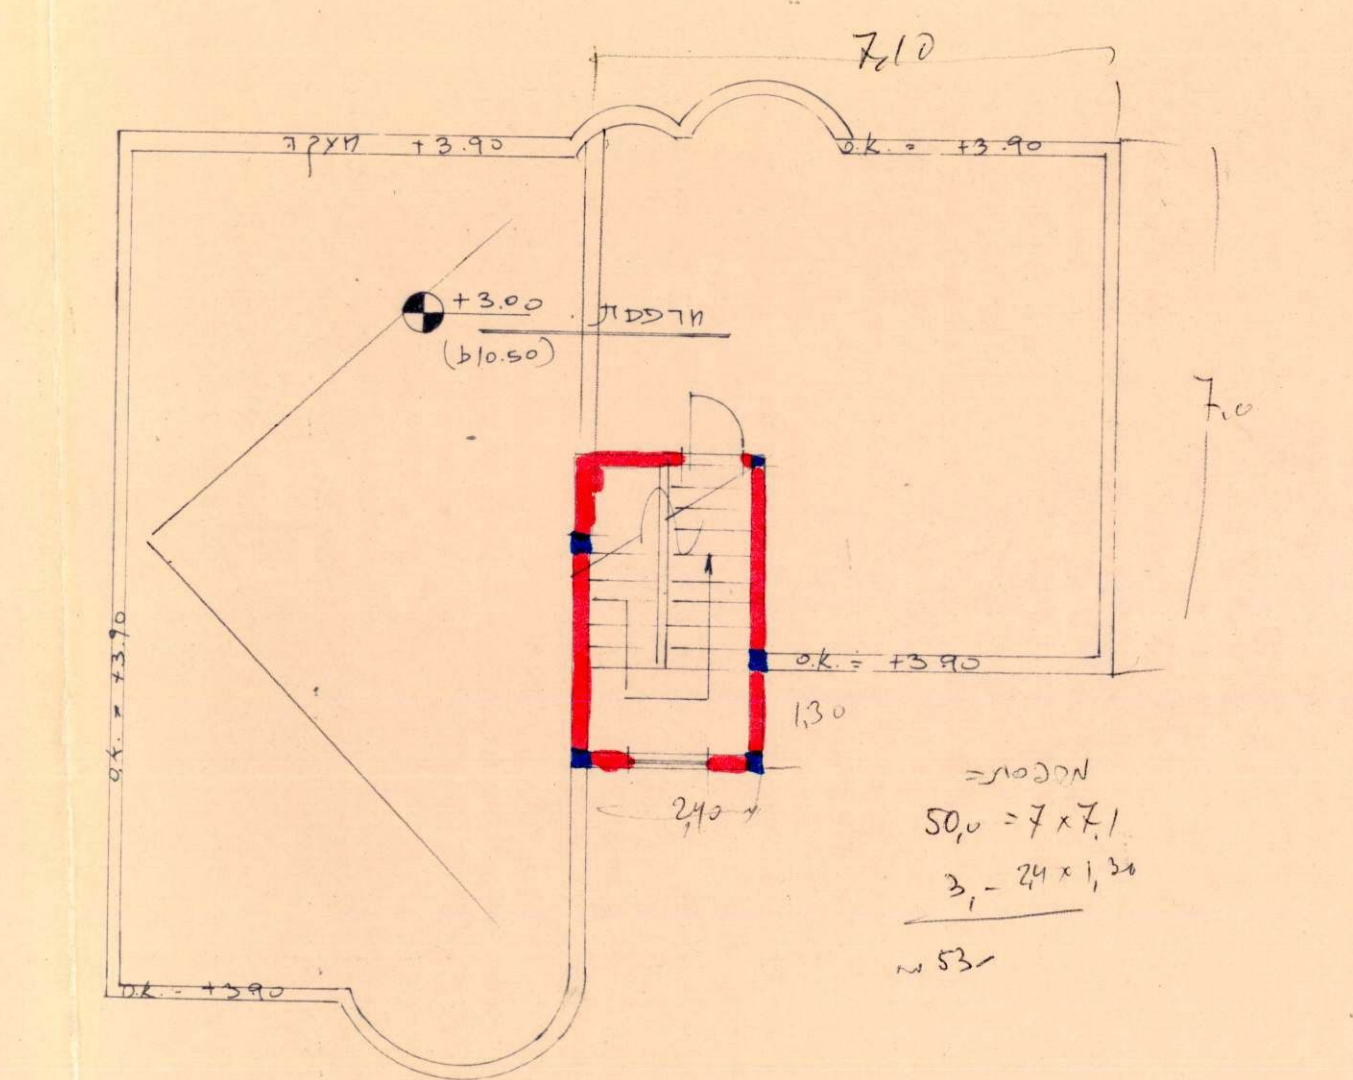 7,10
מעקה +3.90
O.K. = +3.90
+3.00
(b10.50)
מרפסת
7,0
O.K. = +3.90
O.K. = +3.90
1,30
2,40
מרפסת=
50,0 = 7 x 7,1
3,- 2,4 x 1,30
53
O.K. = +3.90